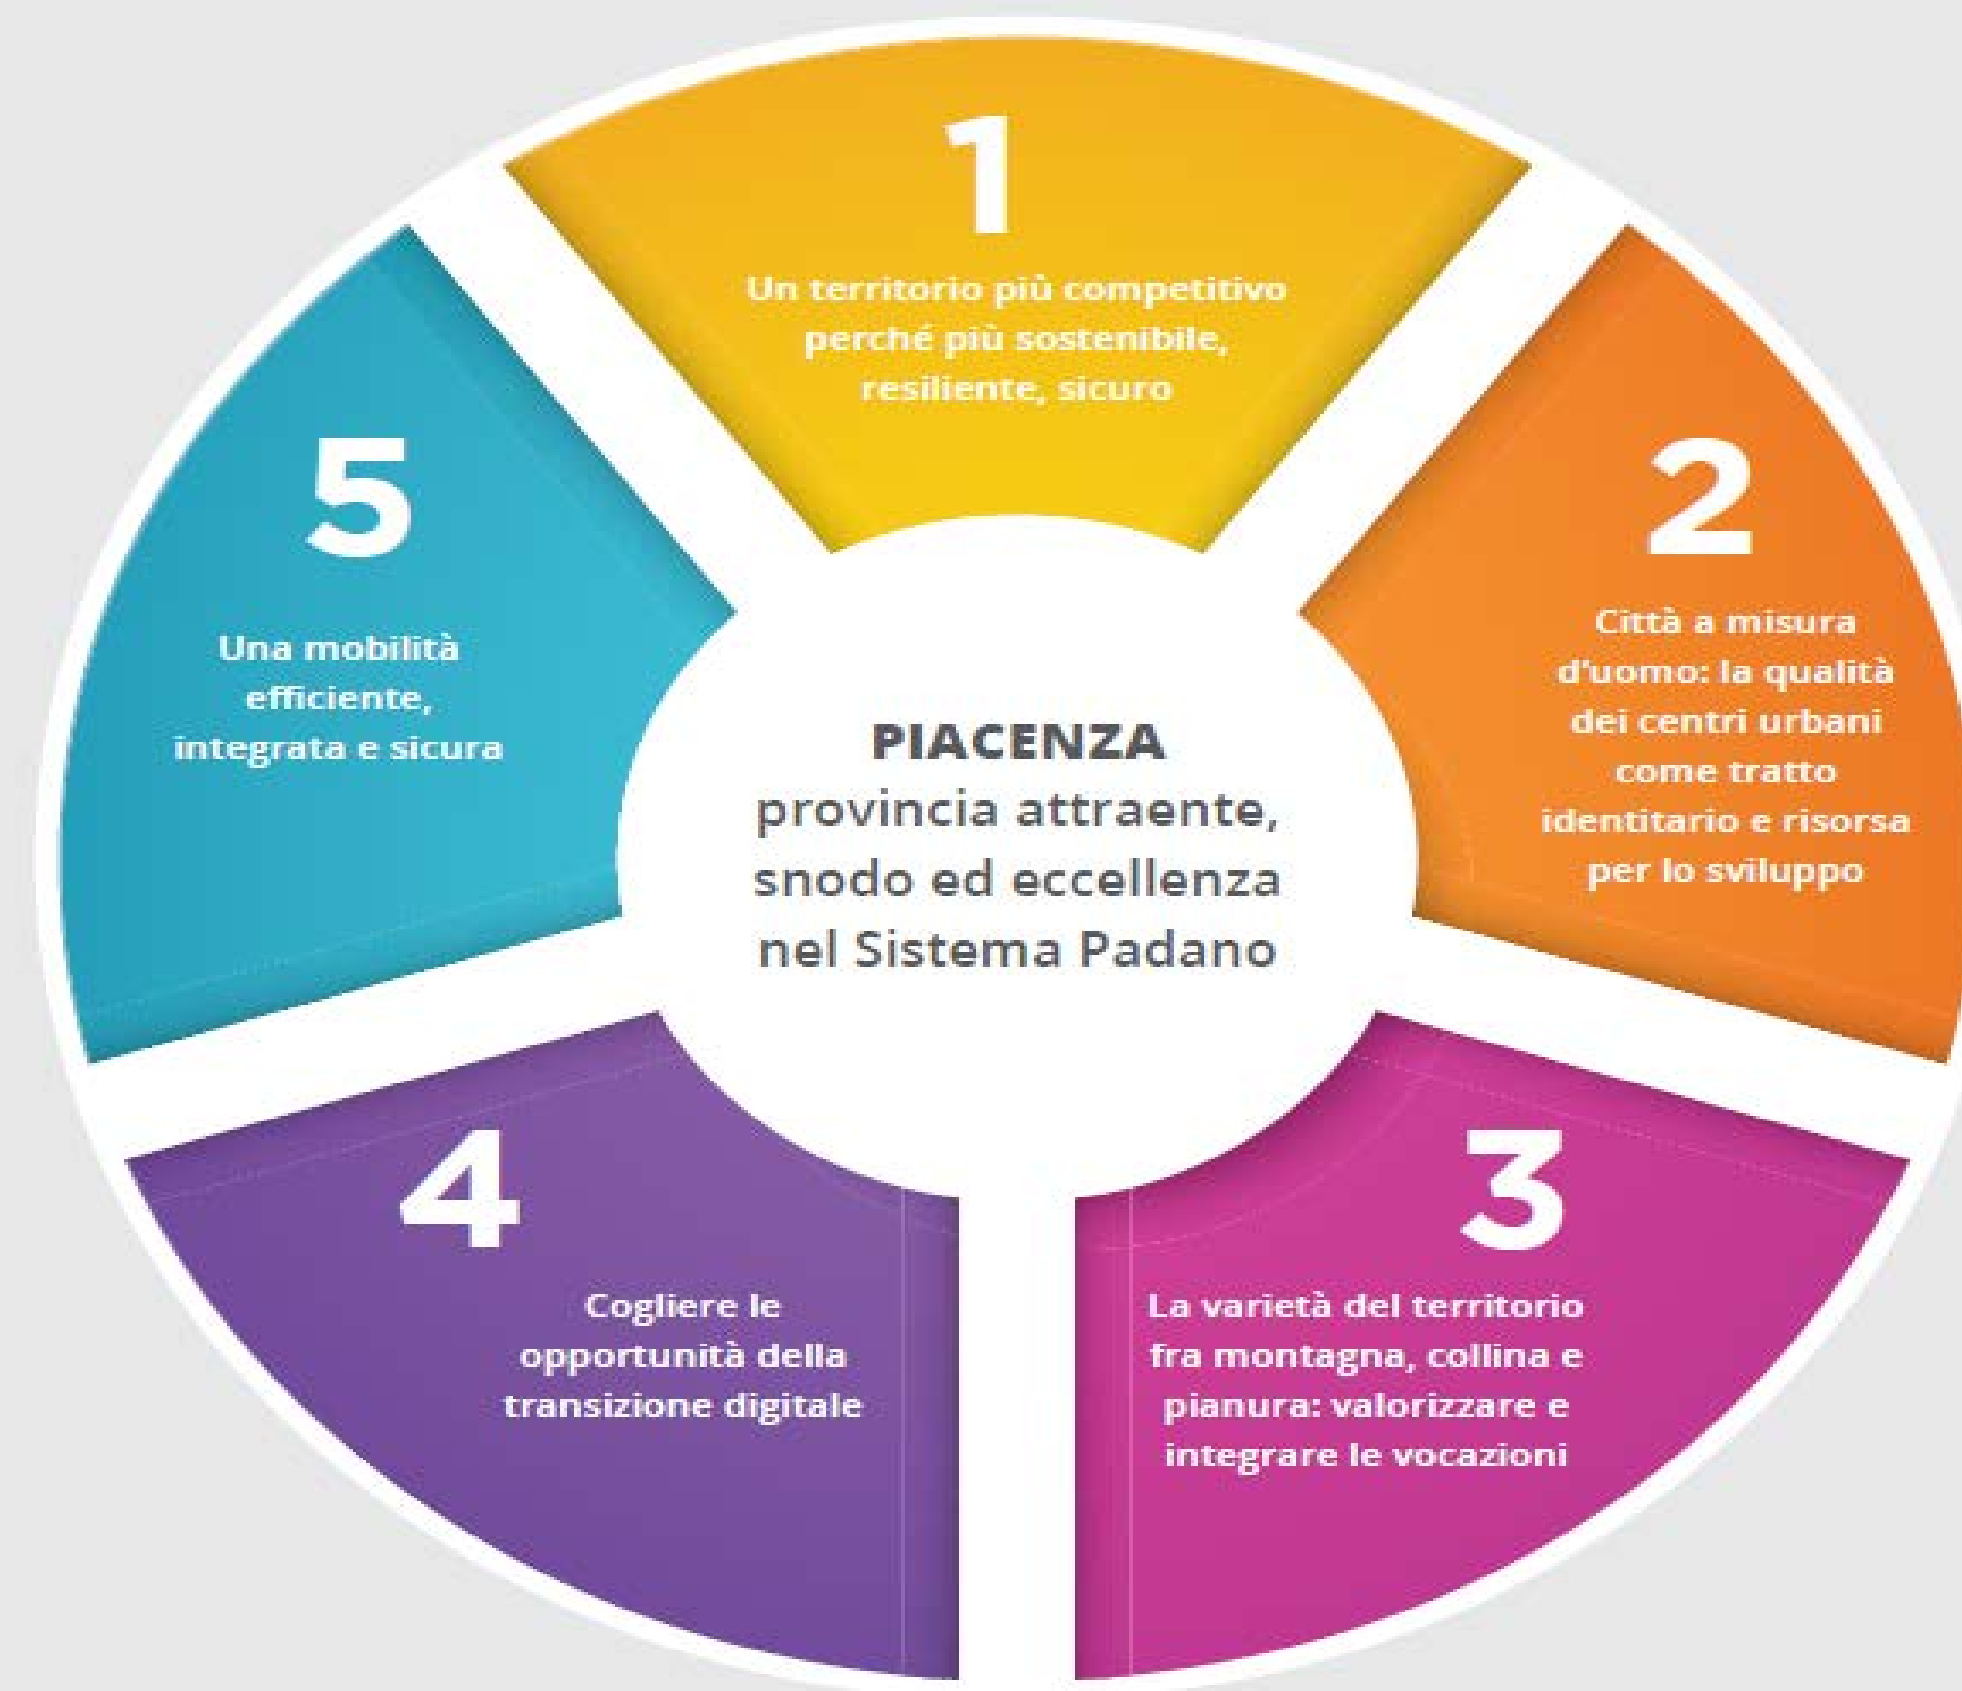 1
Un territorio più competitivo
perché più sostenibile,
resiliente, sicuro
2
Città a misura
d'uomo: la qualità
dei centri urbani
come tratto
identitario e risorsa
per lo sviluppo
3
La varietà del territorio
fra montagna, collina e
pianura: valorizzare e
integrare le vocazioni
4
Cogliere le
opportunità della
transizione digitale
5
Una mobilità
efficiente,
integrata e sicura
PIACENZA
provincia attraente,
snodo ed eccellenza
nel Sistema Padano